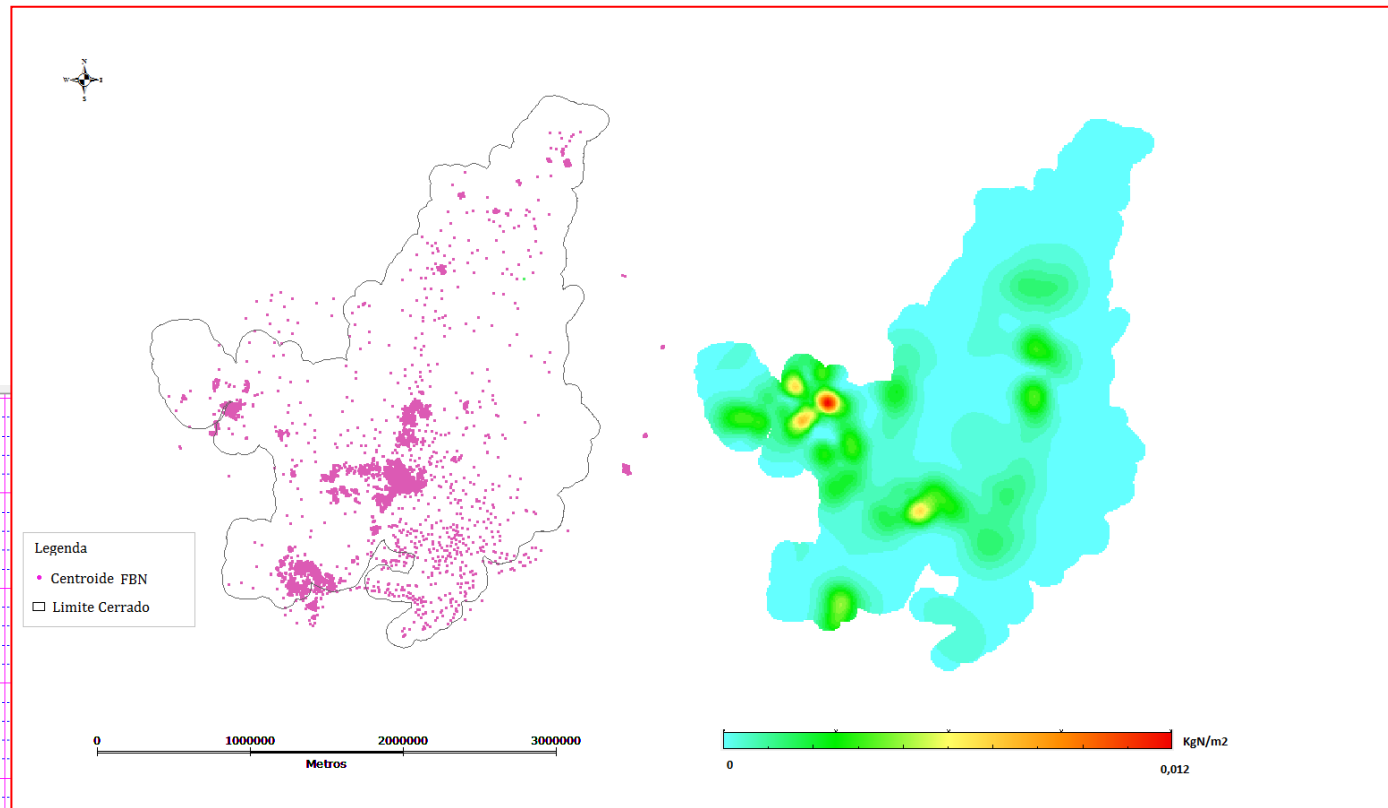 N
W E
S
Legenda
Centroide FBN
Limite Cerrado
0 1000000 2000000 3000000
Metros
KgN/m2
0 0,012